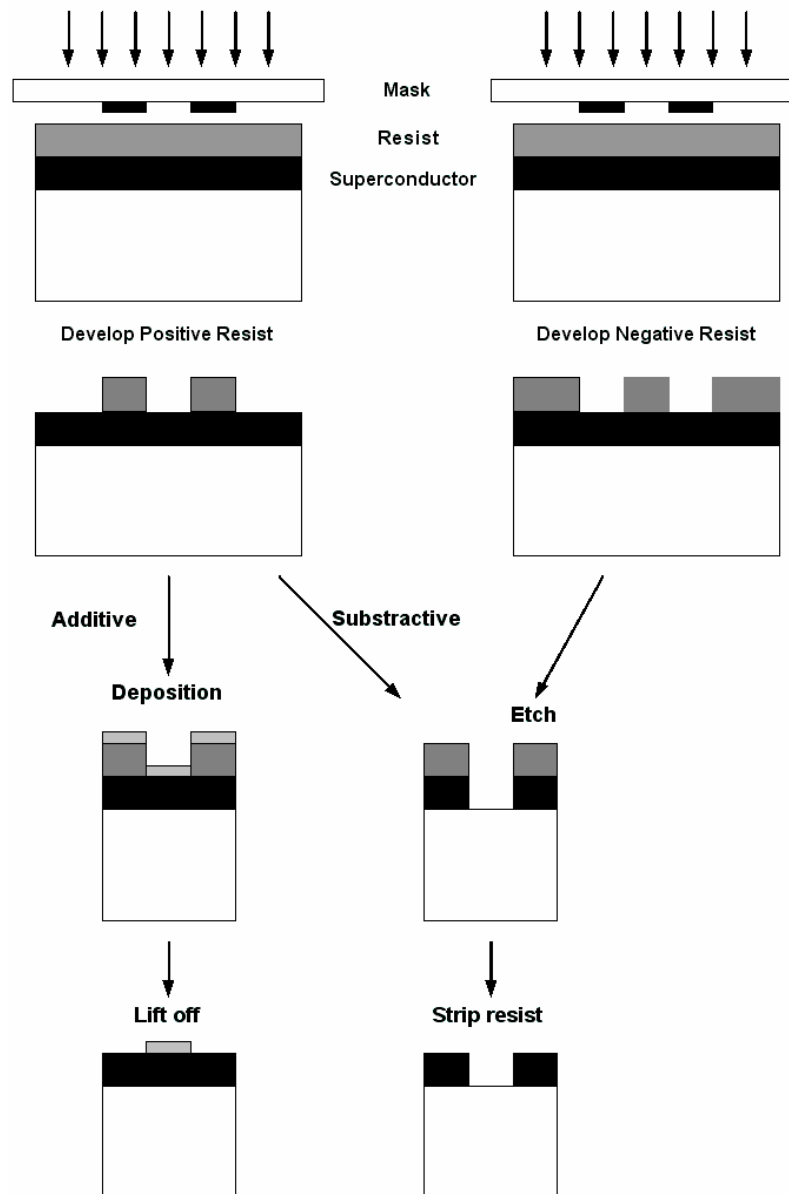 Mask
Resist
Superconductor
Develop Positive Resist
Develop Negative Resist
Additive
Substractive
Deposition
Etch
Lift off
Strip resist